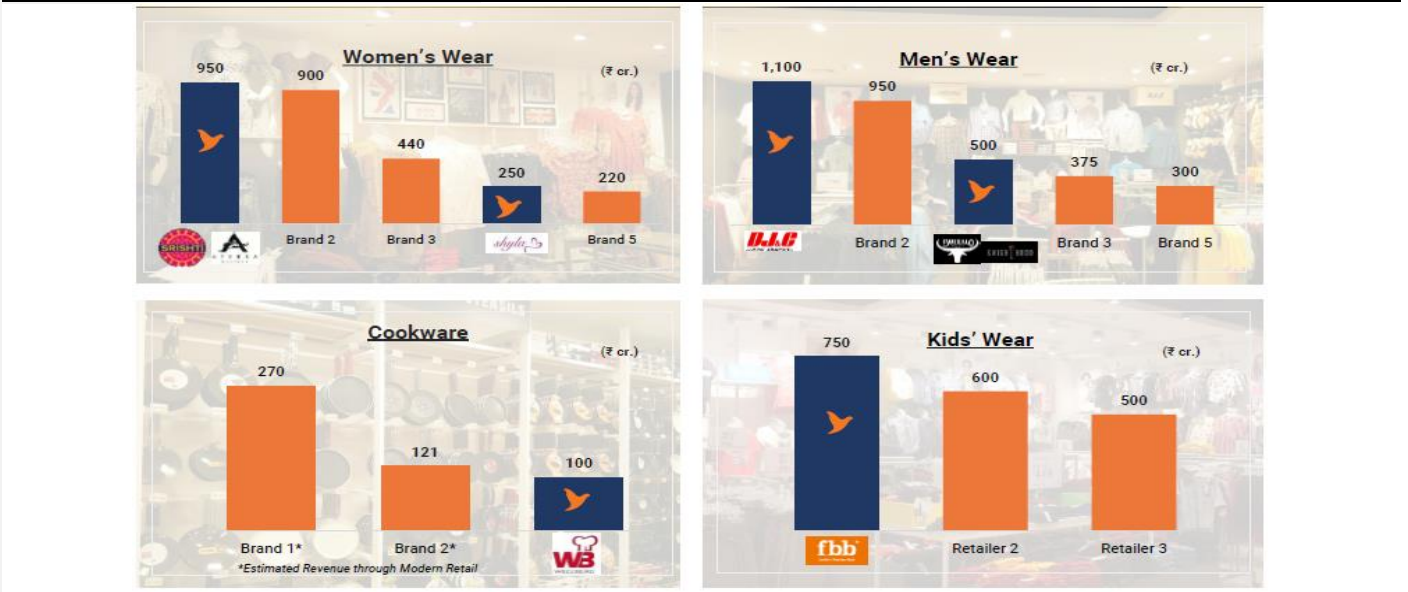 Women's Wear
(₹ cr.)
950
900
440
250
220
SRISHTI
Brand 2
Brand 3
shyla
Brand 5
Men's Wear
(₹ cr.)
1,100
950
500
375
300
DJ&C
Brand 2
Brand 3
Brand 5
Cookware
(₹ cr.)
270
121
100
Brand 1*
Brand 2*
WB
*Estimated Revenue through Modern Retail
Kids' Wear
(₹ cr.)
750
600
500
fbb
Retailer 2
Retailer 3